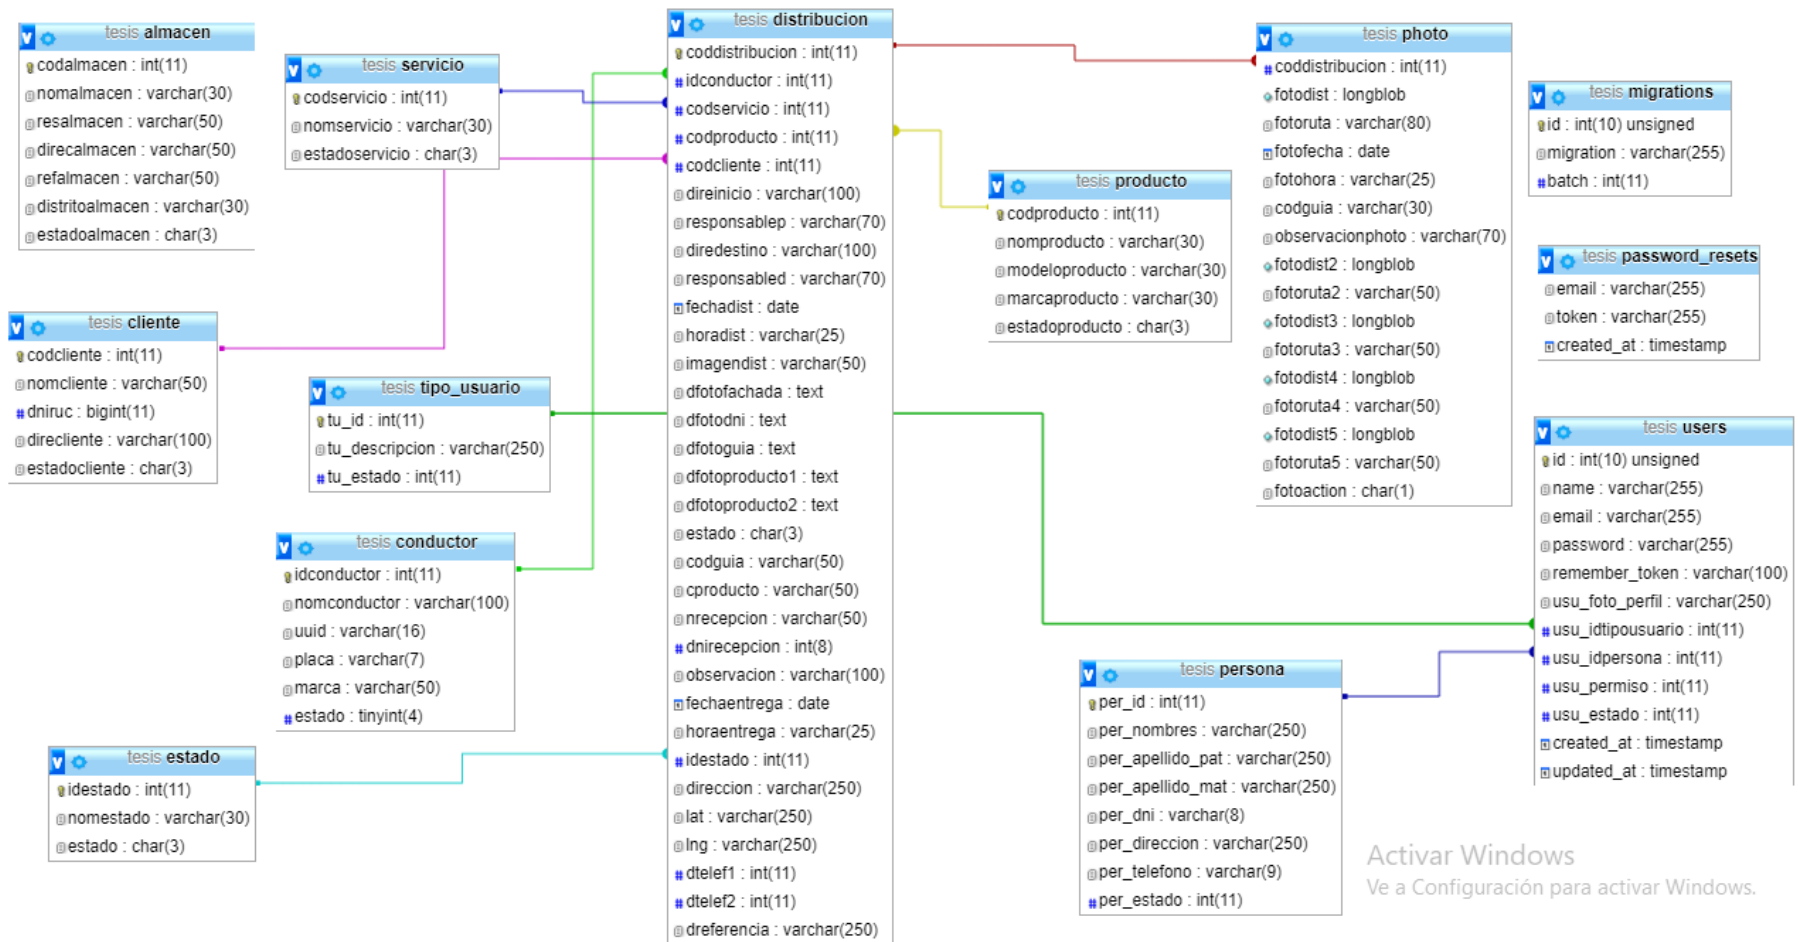 tesis almacen
codalmacen : int(11)
nomalmacen : varchar(30)
resalmacen : varchar(50)
direcalmacen : varchar(50)
refalmacen : varchar(50)
distritoalmacen : varchar(30)
estadoalmacen : char(3)
tesis servicio
codservicio : int(11)
nomservicio : varchar(30)
estadoservicio : char(3)
tesis cliente
codcliente : int(11)
nomcliente : varchar(50)
dniruc : bigint(11)
direcliente : varchar(100)
estadocliente : char(3)
tesis tipo_usuario
tu_id : int(11)
tu_descripcion : varchar(250)
tu_estado : int(11)
tesis conductor
idconductor : int(11)
nomconductor : varchar(100)
uuid : varchar(16)
placa : varchar(7)
marca : varchar(50)
estado : tinyint(4)
tesis estado
idestado : int(11)
nomestado : varchar(30)
estado : char(3)
tesis distribucion
coddistribucion : int(11)
idconductor : int(11)
codservicio : int(11)
codproducto : int(11)
codcliente : int(11)
direinicio : varchar(100)
responsablep : varchar(70)
diredestino : varchar(100)
responsabled : varchar(70)
fechadist : date
horadist : varchar(25)
imagendist : varchar(50)
dfotofachada : text
dfotodni : text
dfotoguia : text
dfotoproducto1 : text
dfotoproducto2 : text
estado : char(3)
codguia : varchar(50)
cproducto : varchar(50)
nrecepcion : varchar(50)
dnirecepcion : int(8)
observacion : varchar(100)
fechaentrega : date
horaentrega : varchar(25)
idestado : int(11)
direccion : varchar(250)
lat : varchar(250)
lng : varchar(250)
dtelef1 : int(11)
dtelef2 : int(11)
dreferencia : varchar(250)
tesis producto
codproducto : int(11)
nomproducto : varchar(30)
modeloproducto : varchar(30)
marcaproducto : varchar(30)
estadoproducto : char(3)
tesis photo
coddistribucion : int(11)
fotodist : longblob
fotoruta : varchar(80)
fotofecha : date
fotohora : varchar(25)
codguia : varchar(30)
observacionphoto : varchar(70)
fotodist2 : longblob
fotoruta2 : varchar(50)
fotodist3 : longblob
fotoruta3 : varchar(50)
fotodist4 : longblob
fotoruta4 : varchar(50)
fotodist5 : longblob
fotoruta5 : varchar(50)
fotoaction : char(1)
tesis persona
per_id : int(11)
per_nombres : varchar(250)
per_apellido_pat : varchar(250)
per_apellido_mat : varchar(250)
per_dni : varchar(8)
per_direccion : varchar(250)
per_telefono : varchar(9)
per_estado : int(11)
tesis migrations
id : int(10) unsigned
migration : varchar(255)
batch : int(11)
tesis password_resets
email : varchar(255)
token : varchar(255)
created_at : timestamp
tesis users
id : int(10) unsigned
name : varchar(255)
email : varchar(255)
password : varchar(255)
remember_token : varchar(100)
usu_foto_perfil : varchar(250)
usu_idtipousuario : int(11)
usu_idpersona : int(11)
usu_permiso : int(11)
usu_estado : int(11)
created_at : timestamp
updated_at : timestamp
Activar Windows
Ve a Configuración para activar Windows.